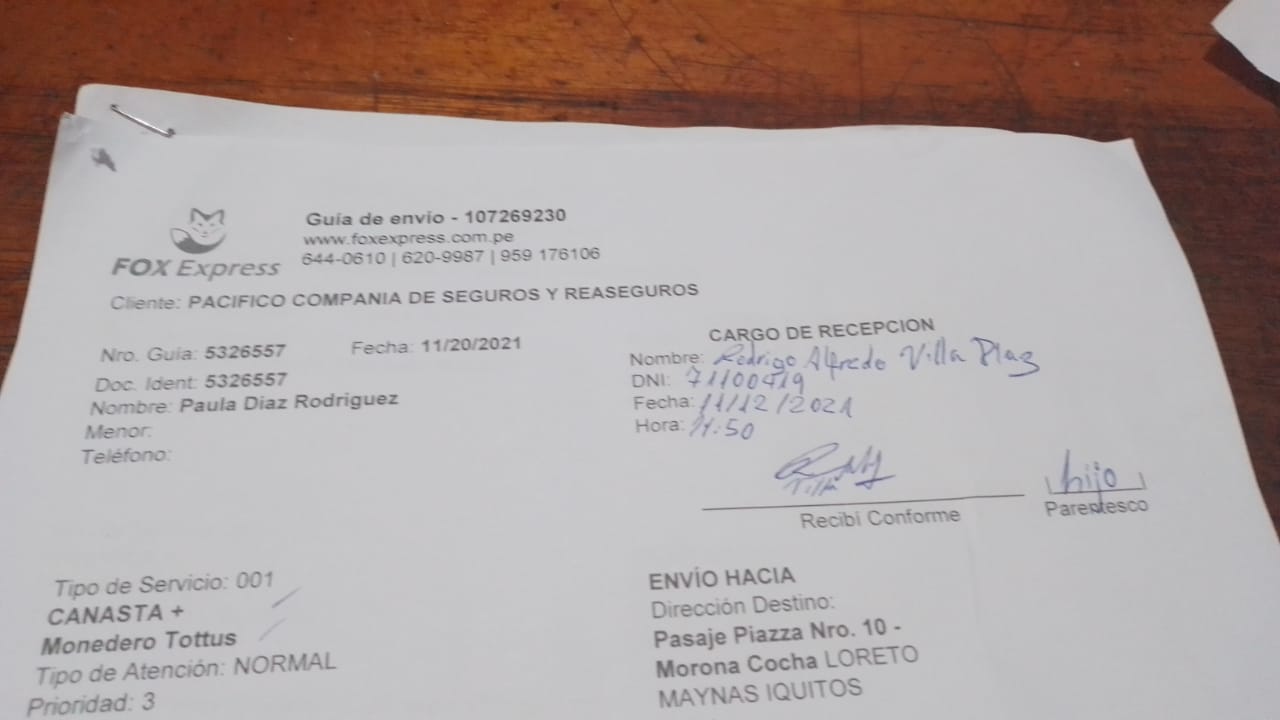 Guía de envío - 107269230
www.foxexpress.com.pe
644-0610 | 620-9987 | 959 176106
FOX Express
Cliente: PACIFICO COMPANIA DE SEGUROS Y REASEGUROS
Nro. Guía: 5326557 Fecha: 11/20/2021
Doc. Ident: 5326557
Nombre: Paula Diaz Rodriguez
Menor:
Teléfono:
CARGO DE RECEPCION
Nombre: Rodrigo Alfredo Villa Diaz
DNI: 71100419
Fecha: 11/12/2021
Hora: 11:50
Villa
Recibí Conforme
hijo
Parentesco
Tipo de Servicio: 001
CANASTA +
Monedero Tottus
Tipo de Atención: NORMAL
Prioridad: 3
ENVÍO HACIA
Dirección Destino:
Pasaje Piazza Nro. 10 -
Morona Cocha LORETO
MAYNAS IQUITOS